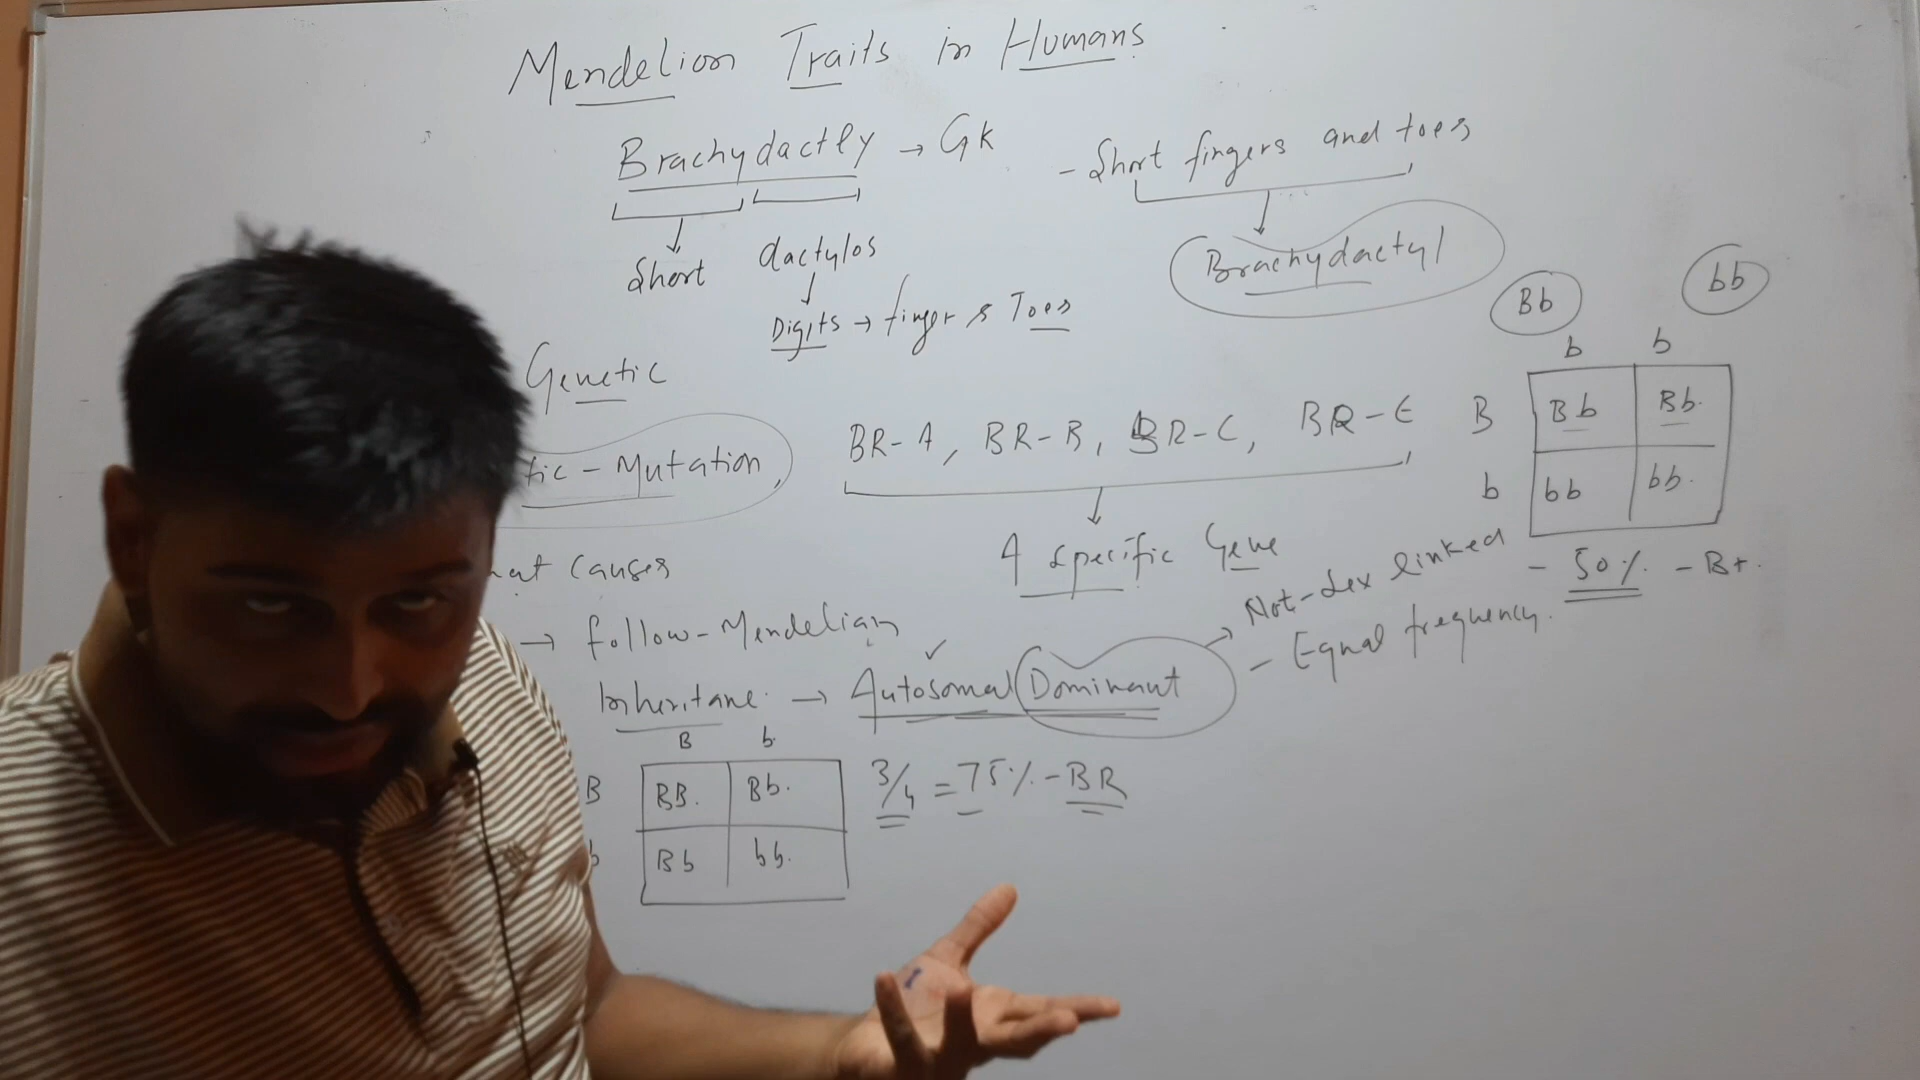 Mendelion Traits in Humans
Brachydactly → GK
- Short fingers and toes
Short
dactylos
Brachydactyl
Digits → finger & Toes
Bb
bb
b b
B Bb Bb.
b bb bb.
- 50% - Br.
Genetic
tic - Mutation,
BR-A, BR-B, BR-C, BR-E
4 specific Gene
Not-sex linked
- Equal frequency.
at causes
→ follow-Mendelian
Inheritane. → Autosomal Dominant
B b
B BB. Bb.
b Bb bb.
3/4 = 75% - BR